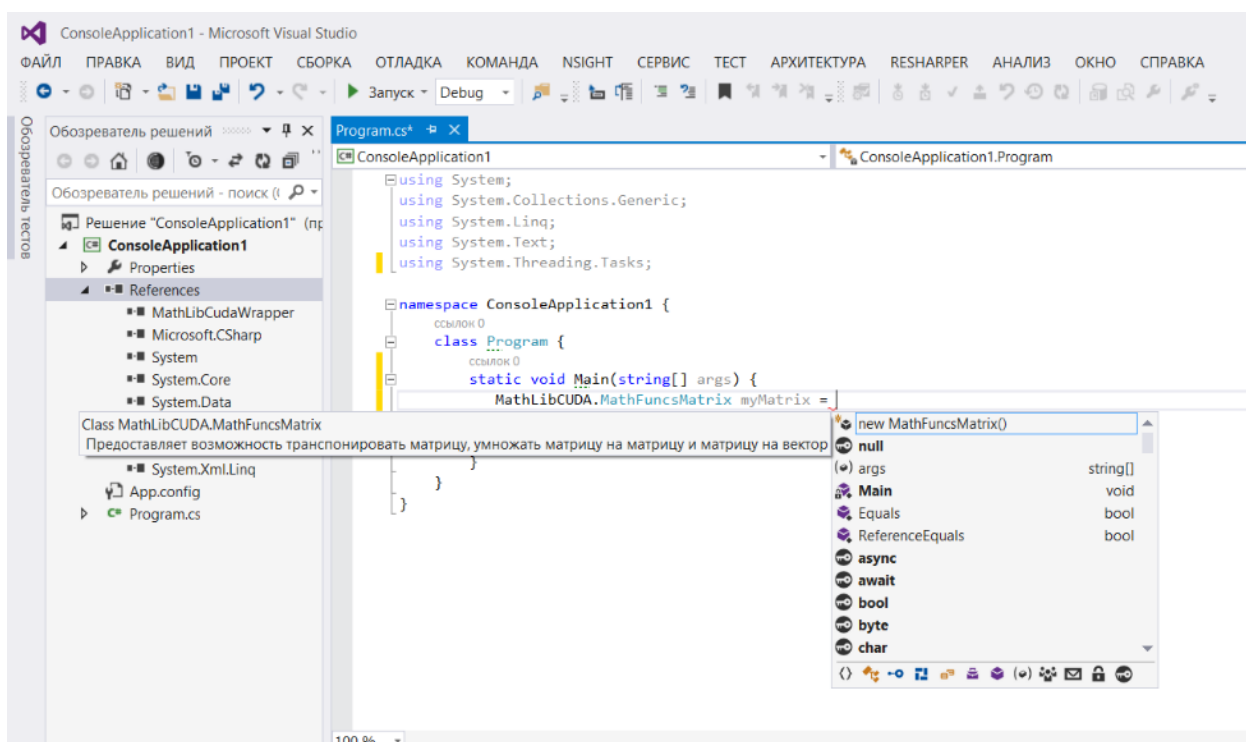 ConsoleApplication1 - Microsoft Visual Studio
ФАЙЛ ПРАВКА ВИД ПРОЕКТ СБОРКА ОТЛАДКА КОМАНДА NSIGHT СЕРВИС ТЕСТ АРХИТЕКТУРА RESHARPER АНАЛИЗ ОКНО СПРАВКА
Запуск Debug
Обозреватель тестов
Обозреватель решений
Обозреватель решений - поиск (
Решение "ConsoleApplication1" (пр
ConsoleApplication1
Properties
References
MathLibCudaWrapper
Microsoft.CSharp
System
System.Core
System.Data
System.Xml.Linq
App.config
Program.cs
Program.cs*
ConsoleApplication1
ConsoleApplication1.Program
using System;
using System.Collections.Generic;
using System.Linq;
using System.Text;
using System.Threading.Tasks;
namespace ConsoleApplication1 {
ссылок 0
class Program {
ссылок 0
static void Main(string[] args) {
MathLibCUDA.MathFuncsMatrix myMatrix =
}
}
}
Class MathLibCUDA.MathFuncsMatrix
Предоставляет возможность транспонировать матрицу, умножать матрицу на матрицу и матрицу на вектор
new MathFuncsMatrix()
null
args string[]
Main void
Equals bool
ReferenceEquals bool
async
await
bool
byte
char
100 %